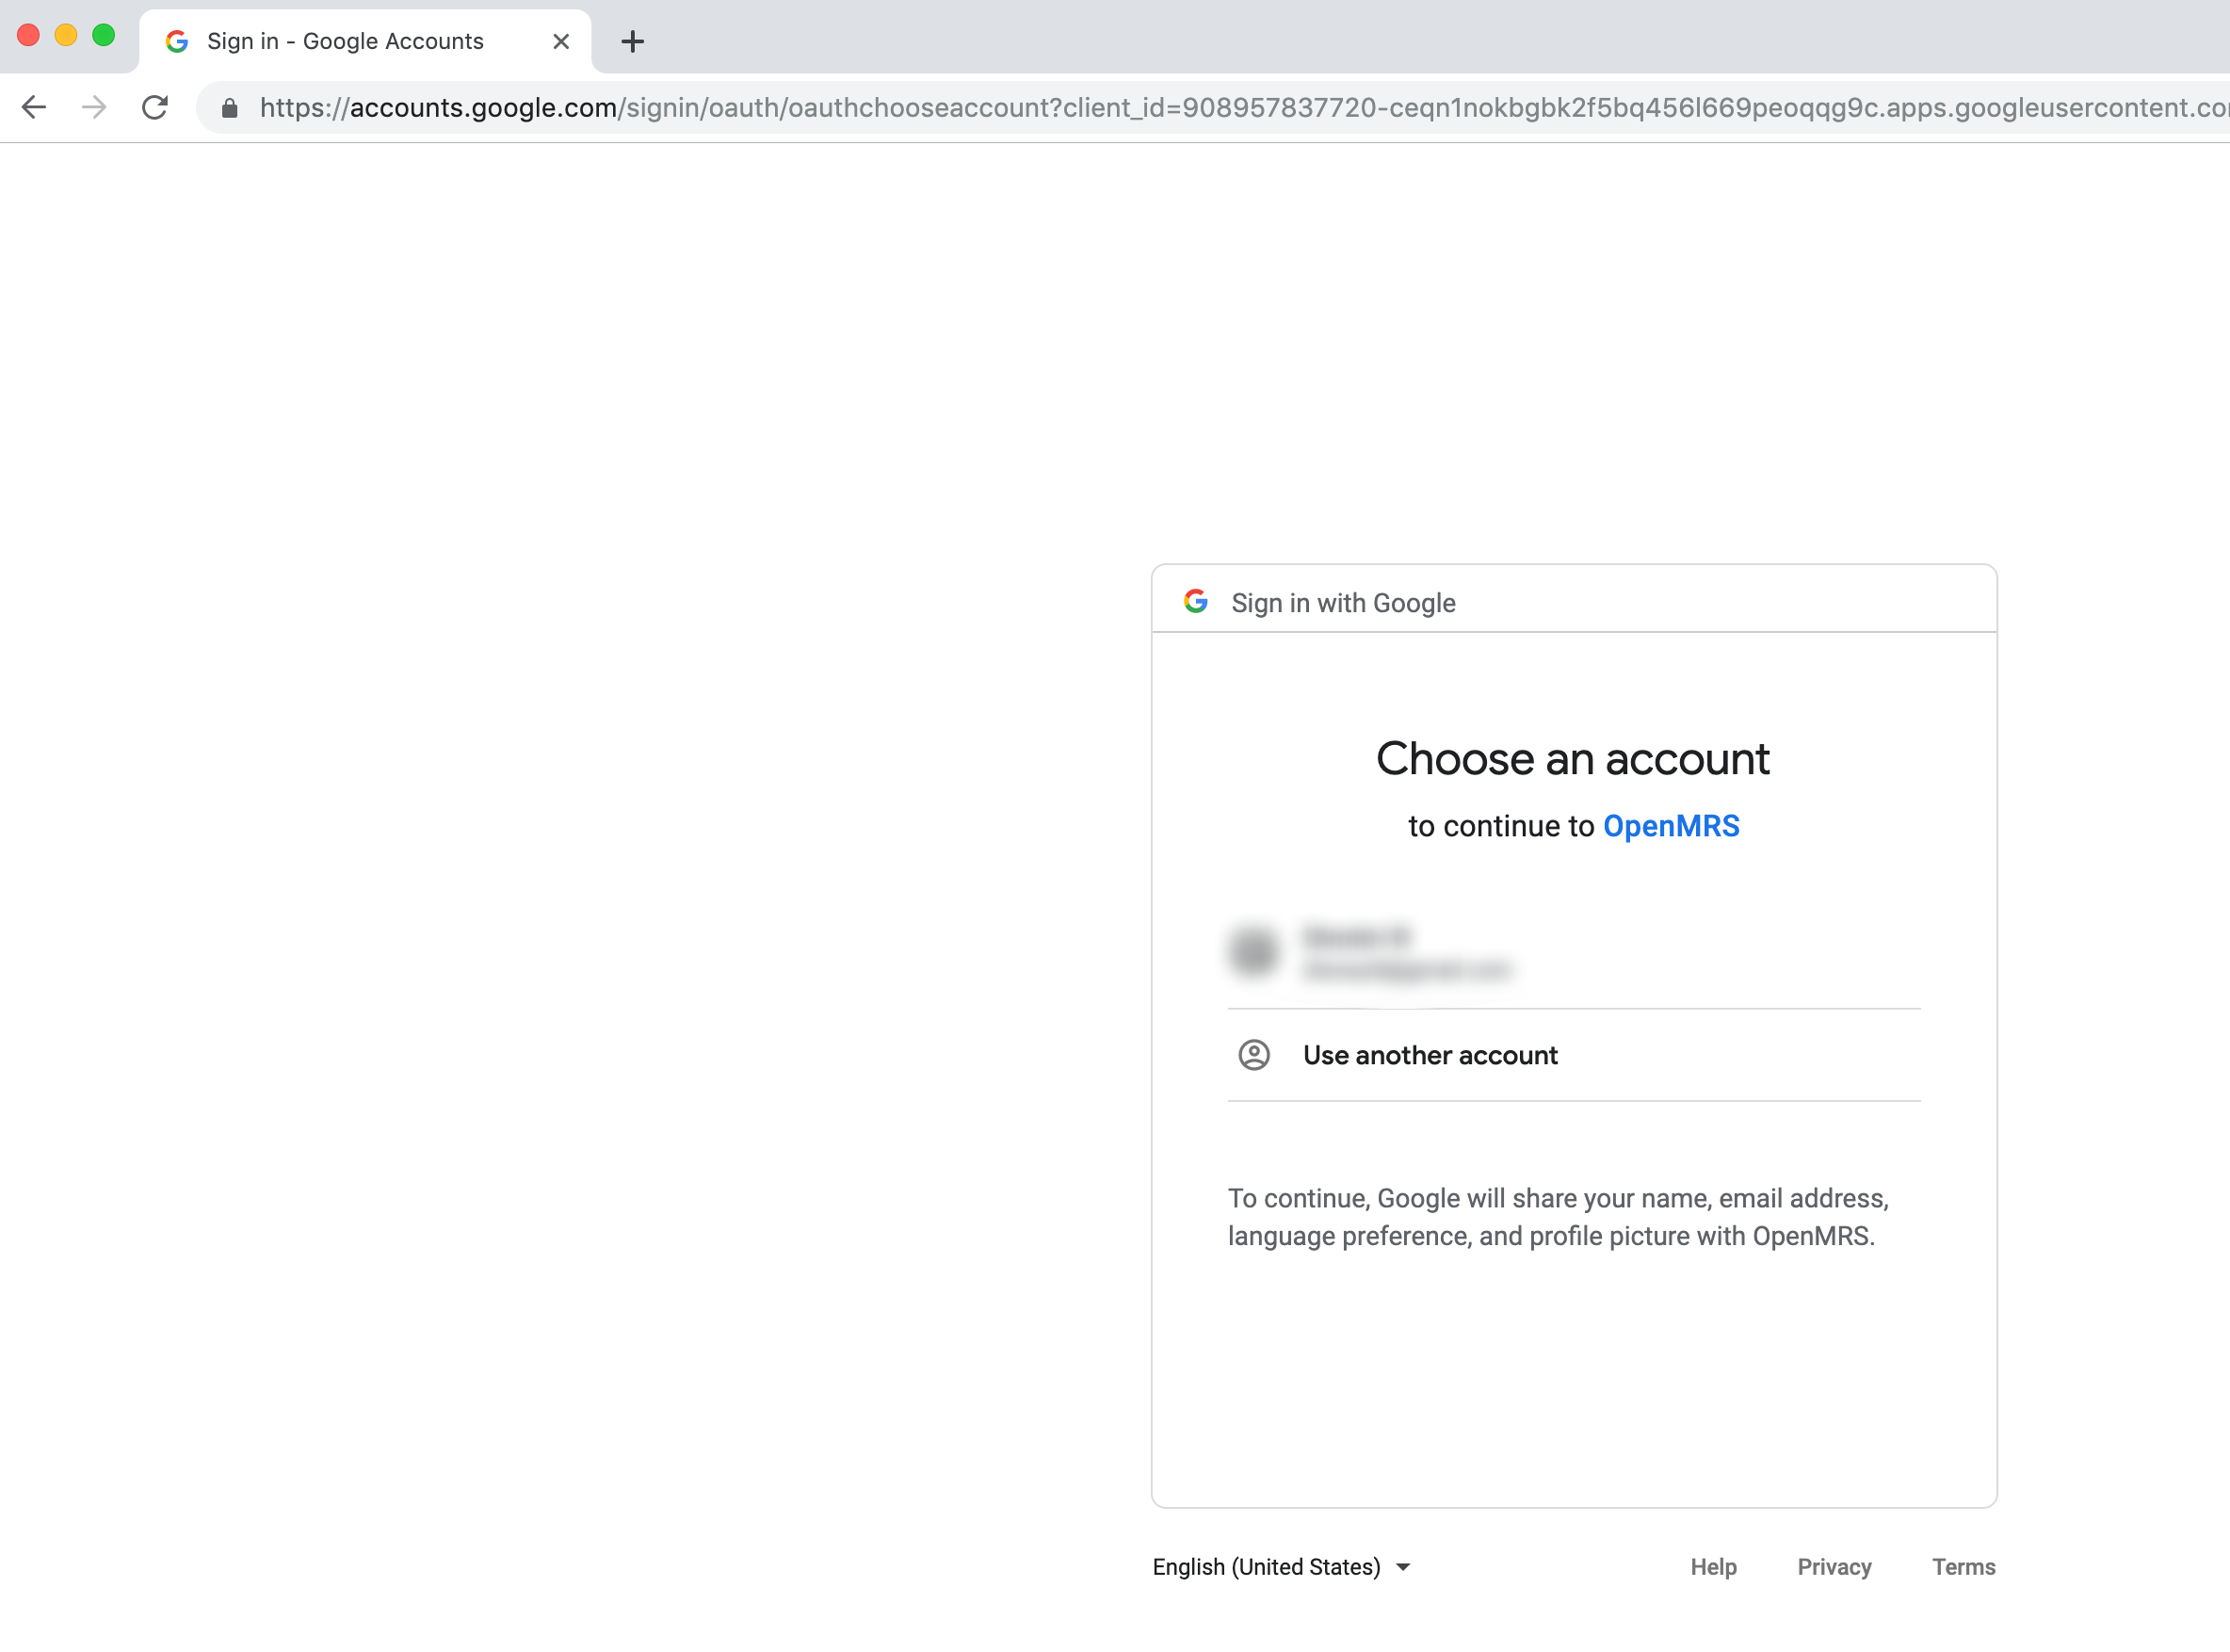 Sign in - Google Accounts
https://accounts.google.com/signin/oauth/oauthchooseaccount?client_id=908957837720-ceqn1nokbgbk2f5bq456l669peoqqg9c.apps.googleusercontent.co
Sign in with Google
Choose an account
to continue to OpenMRS
Use another account
To continue, Google will share your name, email address,
language preference, and profile picture with OpenMRS.
English (United States) Help Privacy Terms